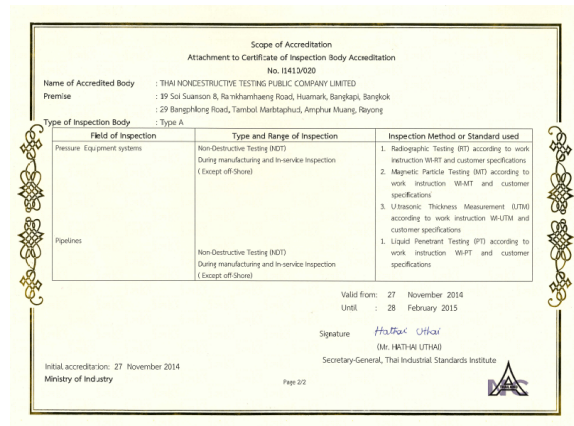 Scope of Accreditation
Attachment to Certificate of Inspection Body Accreditation
No. I1410/020
Name of Accredited Body : THAI NONDESTRUCTIVE TESTING PUBLIC COMPANY LIMITED
Premise : 19 Soi Suanson 8, Ramkhamhaeng Road, Huamark, Bangkapi, Bangkok
: 29 Bangphlong Road, Tambol Marbtaphud, Amphur Muang, Rayong
Type of Inspection Body : Type A
Field of Inspection
Type and Range of Inspection
Inspection Method or Standard used
Pressure Equipment systems
Non-Destructive Testing (NDT)
During manufacturing and In-service Inspection
( Except off-Shore)
1. Radiographic Testing (RT) according to work
instruction WI-RT and customer specifications
2. Magnetic Particle Testing (MT) according to
work instruction WI-MT and customer
specifications
3. Ultrasonic Thickness Measurement (UTM)
according to work instruction WI-UTM and
customer specifications
Pipelines
Non-Destructive Testing (NDT)
During manufacturing and In-service Inspection
( Except off-Shore)
1. Liquid Penetrant Testing (PT) according to
work instruction WI-PT and customer
specifications
Valid from: 27 November 2014
Until : 28 February 2015
Signature Hathai Uthai
(Mr. HATHAI UTHAI)
Secretary-General, Thai Industrial Standards Institute
Initial accreditation: 27 November 2014
Ministry of Industry
Page 2/2